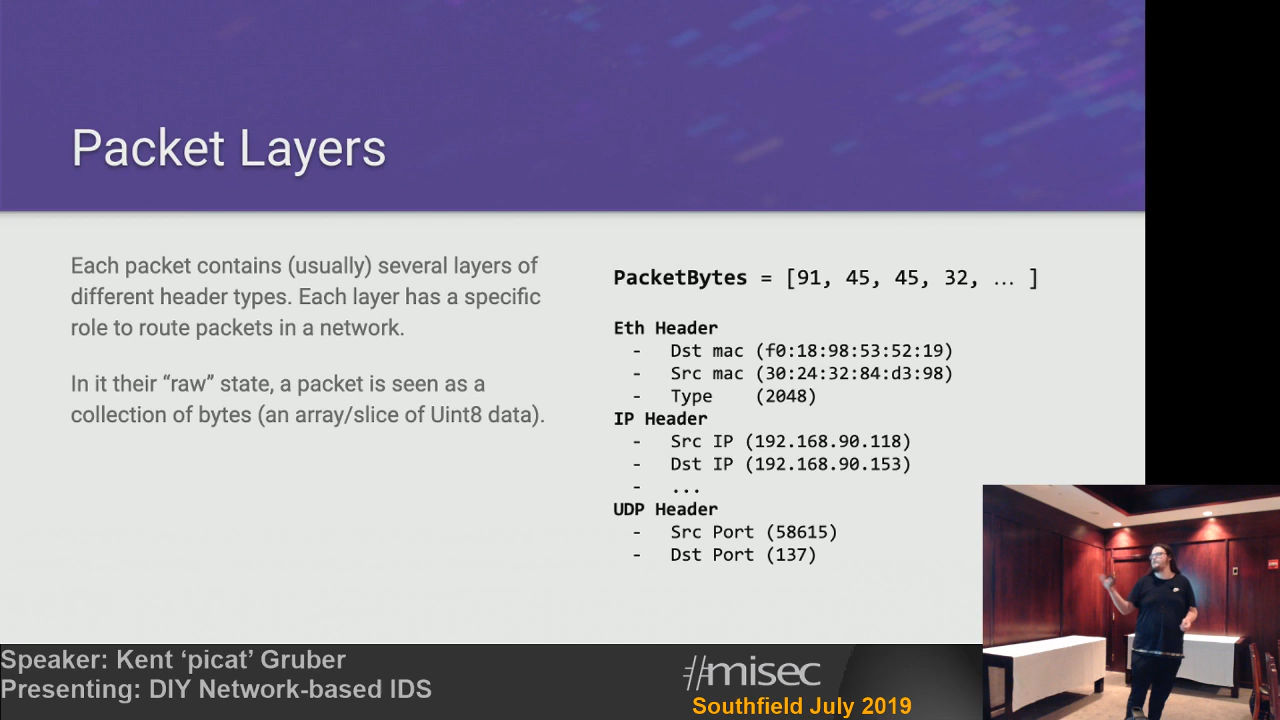 Packet Layers
Each packet contains (usually) several layers of
different header types. Each layer has a specific
role to route packets in a network.
In it their “raw” state, a packet is seen as a
collection of bytes (an array/slice of Uint8 data).
PacketBytes = [91, 45, 45, 32, ... ]
Eth Header
- Dst mac (f0:18:98:53:52:19)
- Src mac (30:24:32:84:d3:98)
- Type (2048)
IP Header
- Src IP (192.168.90.118)
- Dst IP (192.168.90.153)
- ...
UDP Header
- Src Port (58615)
- Dst Port (137)
Speaker: Kent ‘picat’ Gruber
Presenting: DIY Network-based IDS
#misec
Southfield July 2019